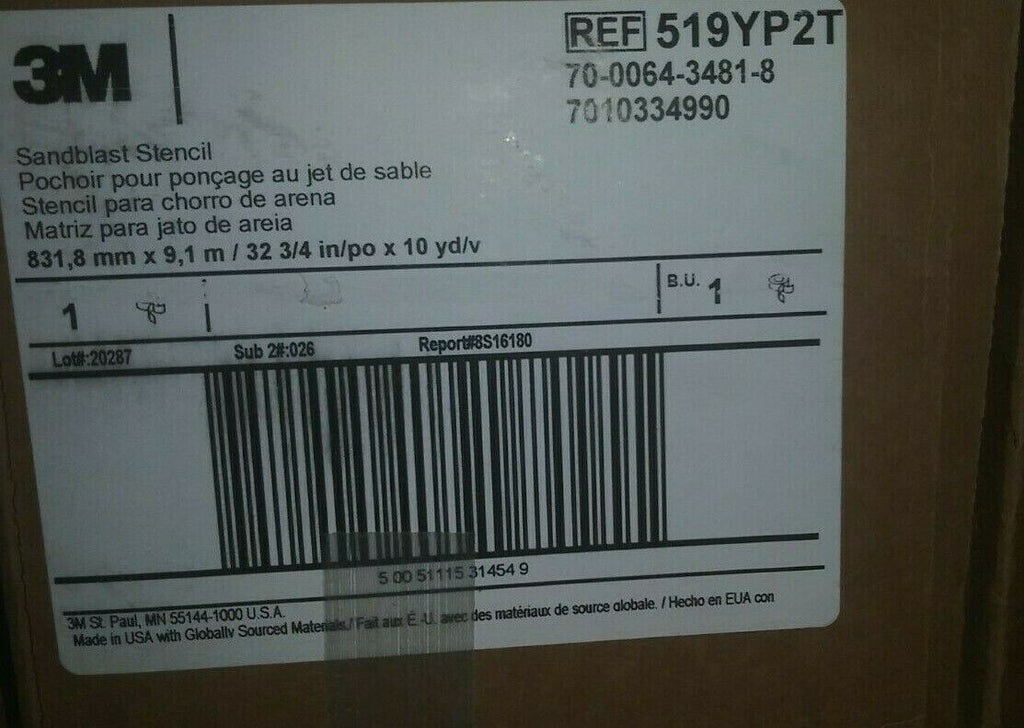 3M
REF 519YP2T
70-0064-3481-8
7010334990
Sandblast Stencil
Pochoir pour ponçage au jet de sable
Stencil para chorro de arena
Matriz para jato de areia
831,8 mm x 9,1 m / 32 3/4 in/po x 10 yd/v
1
B.U. 1
Lot#:20287 Sub 2#:026 Report#8S16180
5 00 51115 31454 9
3M St. Paul, MN 55144-1000 U.S.A.
Made in USA with Globally Sourced Materials./ Fait aux É.-U. avec des matériaux de source globale. / Hecho en EUA con